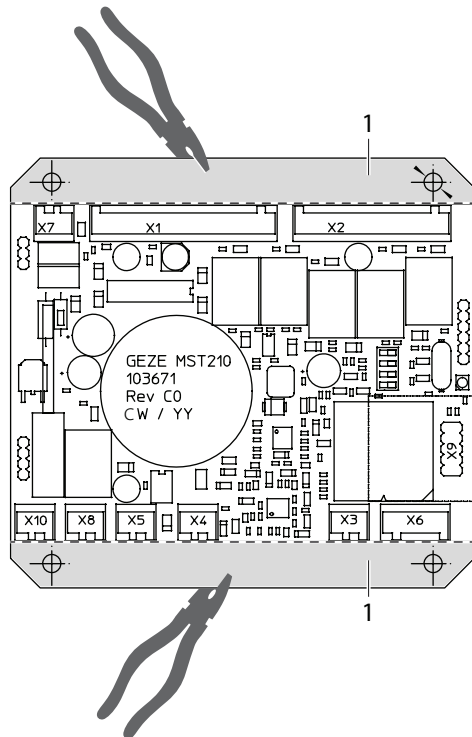 1
X7
X1
X2
GEZE MST210
103671
Rev C0
CW / YY
X9
X10
X8
X5
X4
X3
X6
1